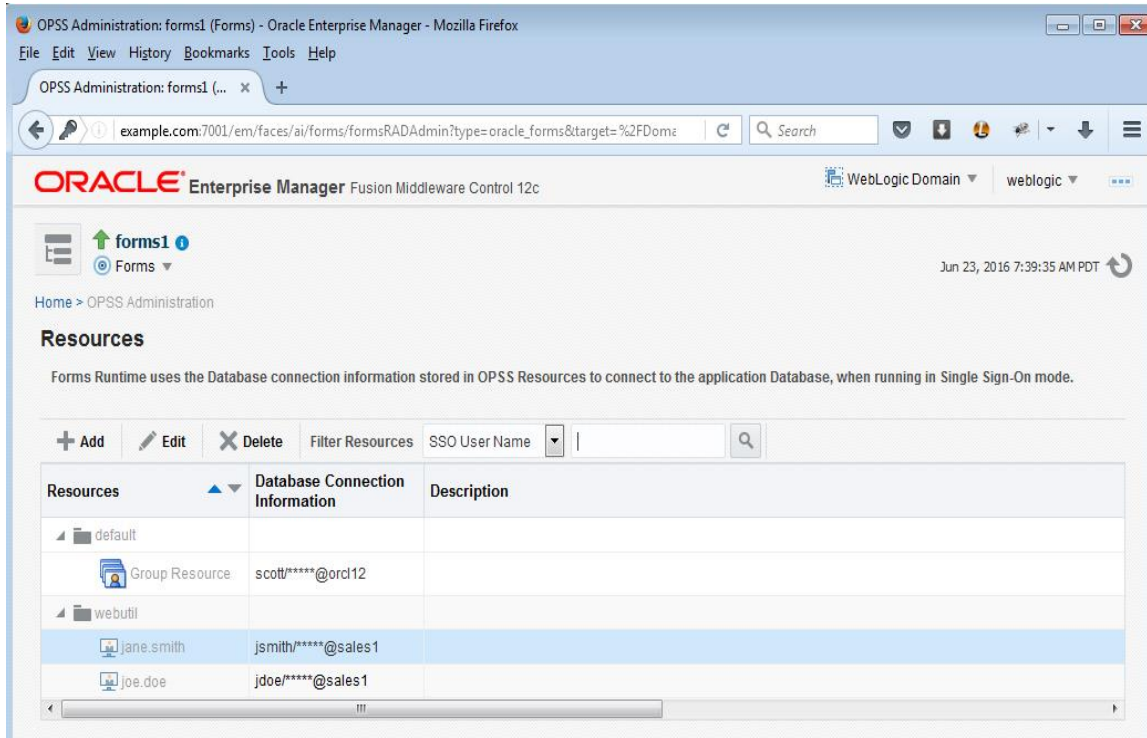 OPSS Administration: forms1 (Forms) - Oracle Enterprise Manager - Mozilla Firefox
File Edit View History Bookmarks Tools Help
OPSS Administration: forms1 (... × +
example.com:7001/em/faces/ai/forms/formsRADAdmin?type=oracle_forms&target=%2FDoma Search
ORACLE Enterprise Manager Fusion Middleware Control 12c WebLogic Domain weblogic
forms1
Forms Jun 23, 2016 7:39:35 AM PDT
Home > OPSS Administration
Resources
Forms Runtime uses the Database connection information stored in OPSS Resources to connect to the application Database, when running in Single Sign-On mode.
Add Edit Delete Filter Resources SSO User Name
Resources Database Connection Information Description
default
Group Resource scott/*****@orcl12
webutil
jane.smith jsmith/*****@sales1
joe.doe jdoe/*****@sales1